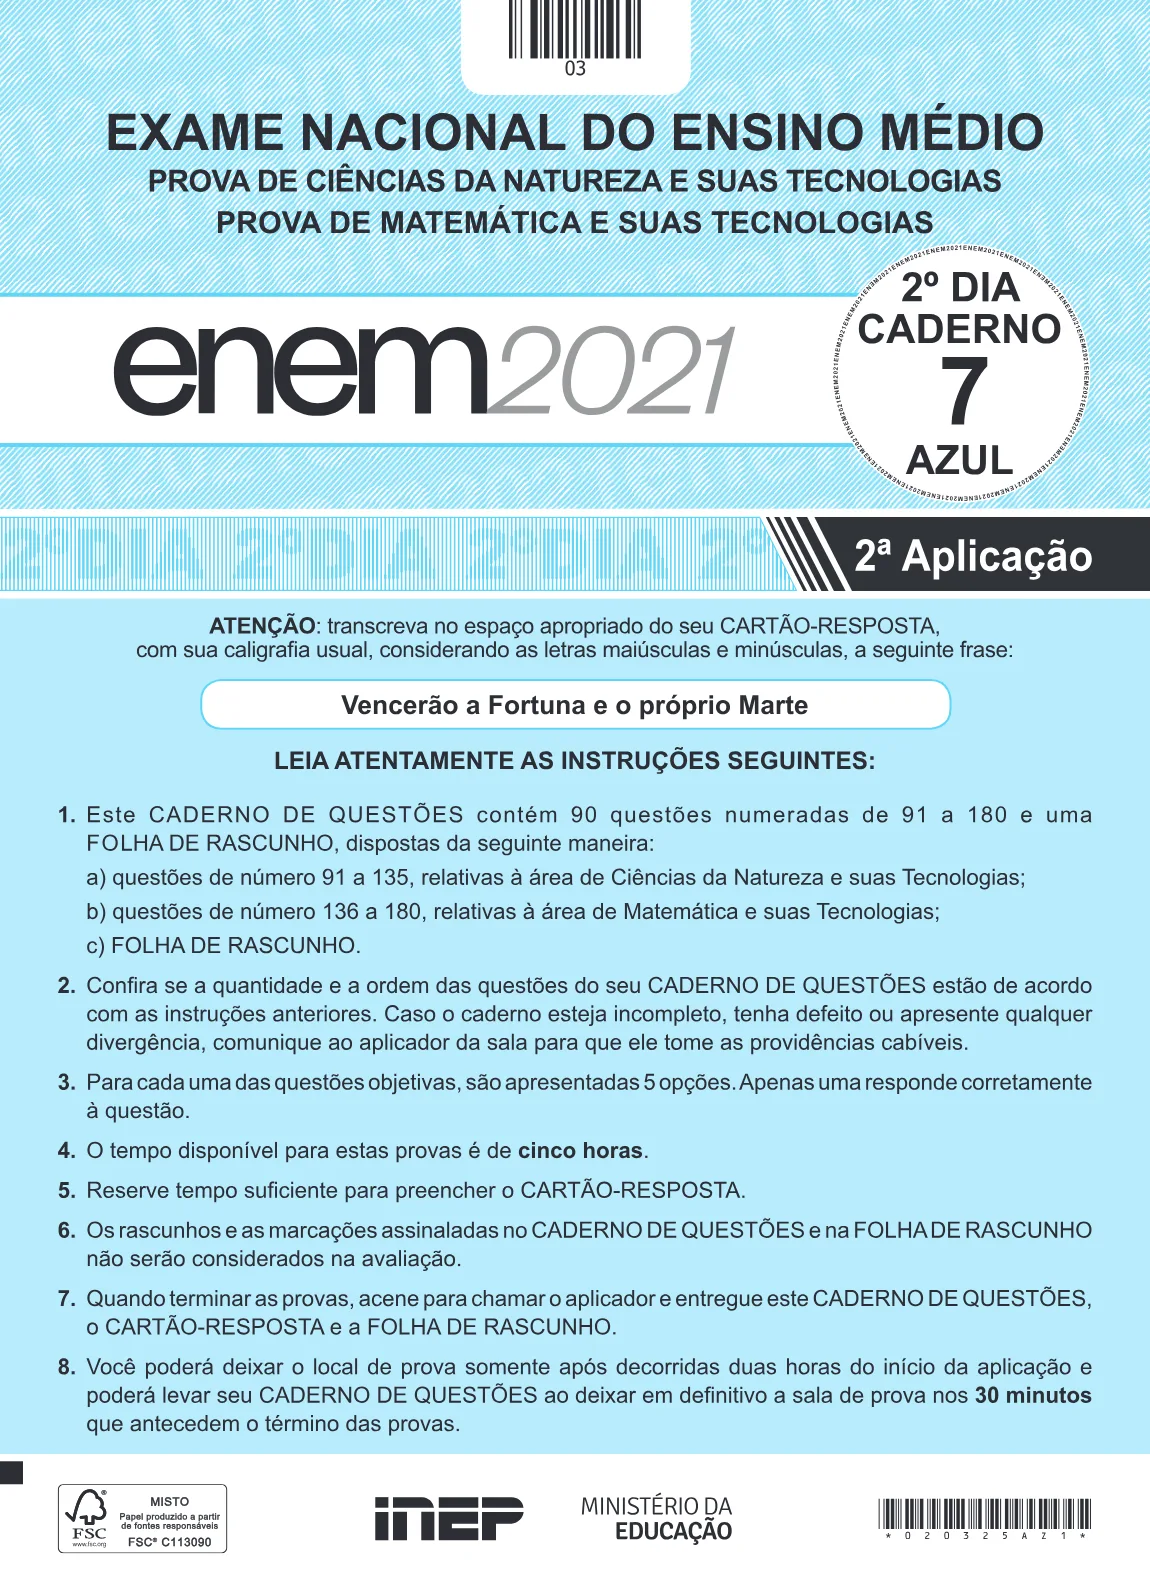 03
EXAME NACIONAL DO ENSINO MÉDIO
PROVA DE CIÊNCIAS DA NATUREZA E SUAS TECNOLOGIAS
PROVA DE MATEMÁTICA E SUAS TECNOLOGIAS
enem2021
2º DIA
CADERNO
7
AZUL
2ª Aplicação
ATENÇÃO: transcreva no espaço apropriado do seu CARTÃO-RESPOSTA,
com sua caligrafia usual, considerando as letras maiúsculas e minúsculas, a seguinte frase:
Vencerão a Fortuna e o próprio Marte
LEIA ATENTAMENTE AS INSTRUÇÕES SEGUINTES:
1. Este CADERNO DE QUESTÕES contém 90 questões numeradas de 91 a 180 e uma
FOLHA DE RASCUNHO, dispostas da seguinte maneira:
a) questões de número 91 a 135, relativas à área de Ciências da Natureza e suas Tecnologias;
b) questões de número 136 a 180, relativas à área de Matemática e suas Tecnologias;
c) FOLHA DE RASCUNHO.
2. Confira se a quantidade e a ordem das questões do seu CADERNO DE QUESTÕES estão de acordo
com as instruções anteriores. Caso o caderno esteja incompleto, tenha defeito ou apresente qualquer
divergência, comunique ao aplicador da sala para que ele tome as providências cabíveis.
3. Para cada uma das questões objetivas, são apresentadas 5 opções. Apenas uma responde corretamente
à questão.
4. O tempo disponível para estas provas é de cinco horas.
5. Reserve tempo suficiente para preencher o CARTÃO-RESPOSTA.
6. Os rascunhos e as marcações assinaladas no CADERNO DE QUESTÕES e na FOLHA DE RASCUNHO
não serão considerados na avaliação.
7. Quando terminar as provas, acene para chamar o aplicador e entregue este CADERNO DE QUESTÕES,
o CARTÃO-RESPOSTA e a FOLHA DE RASCUNHO.
8. Você poderá deixar o local de prova somente após decorridas duas horas do início da aplicação e
poderá levar seu CADERNO DE QUESTÕES ao deixar em definitivo a sala de prova nos 30 minutos
que antecedem o término das provas.
FSC
www.fsc.org
MISTO
Papel produzido a partir
de fontes responsáveis
FSC® C113090
INEP
MINISTÉRIO DA
EDUCAÇÃO
*020325AZ1*